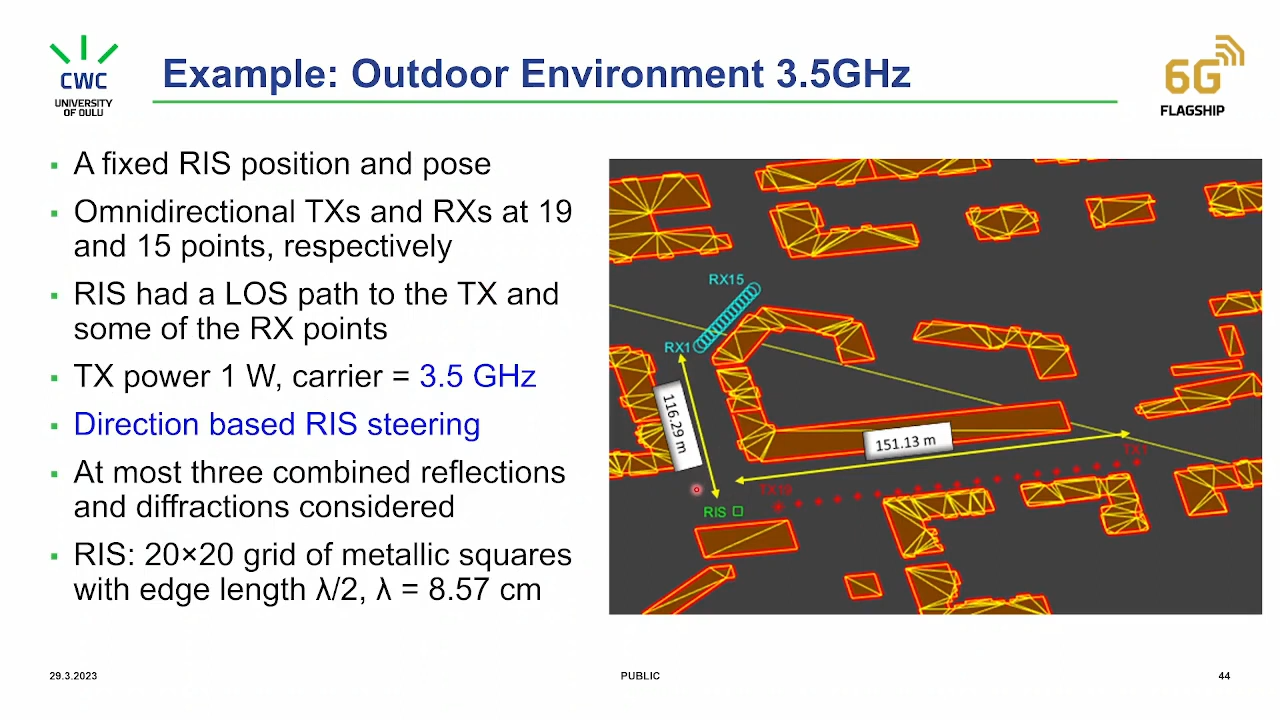 CWC
UNIVERSITY
OF OULU
Example: Outdoor Environment 3.5GHz
6G
FLAGSHIP
▪ A fixed RIS position and pose
▪ Omnidirectional TXs and RXs at 19
and 15 points, respectively
▪ RIS had a LOS path to the TX and
some of the RX points
▪ TX power 1 W, carrier = 3.5 GHz
▪ Direction based RIS steering
▪ At most three combined reflections
and diffractions considered
▪ RIS: 20×20 grid of metallic squares
with edge length λ/2, λ = 8.57 cm
RX15
RX1
116.29 m
151.13 m
TX1
TX19
RIS
29.3.2023
PUBLIC
44